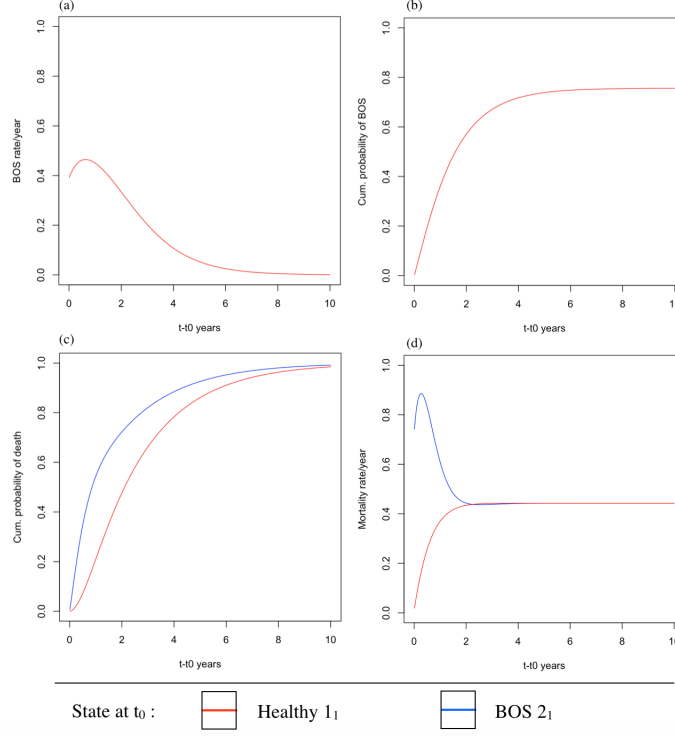 (a)
BOS rate/year
0.0 0.2 0.4 0.6 0.8 1.0
0 2 4 6 8 10
t-t0 years
(b)
Cum. probability of BOS
0.0 0.2 0.4 0.6 0.8 1.0
0 2 4 6 8 10
t-t0 years
(c)
Cum. probability of death
0.0 0.2 0.4 0.6 0.8 1.0
0 2 4 6 8 10
t-t0 years
(d)
Mortality rate/year
0.0 0.2 0.4 0.6 0.8 1.0
0 2 4 6 8 10
t-t0 years
State at t₀ : Healthy 1₁ BOS 2₁